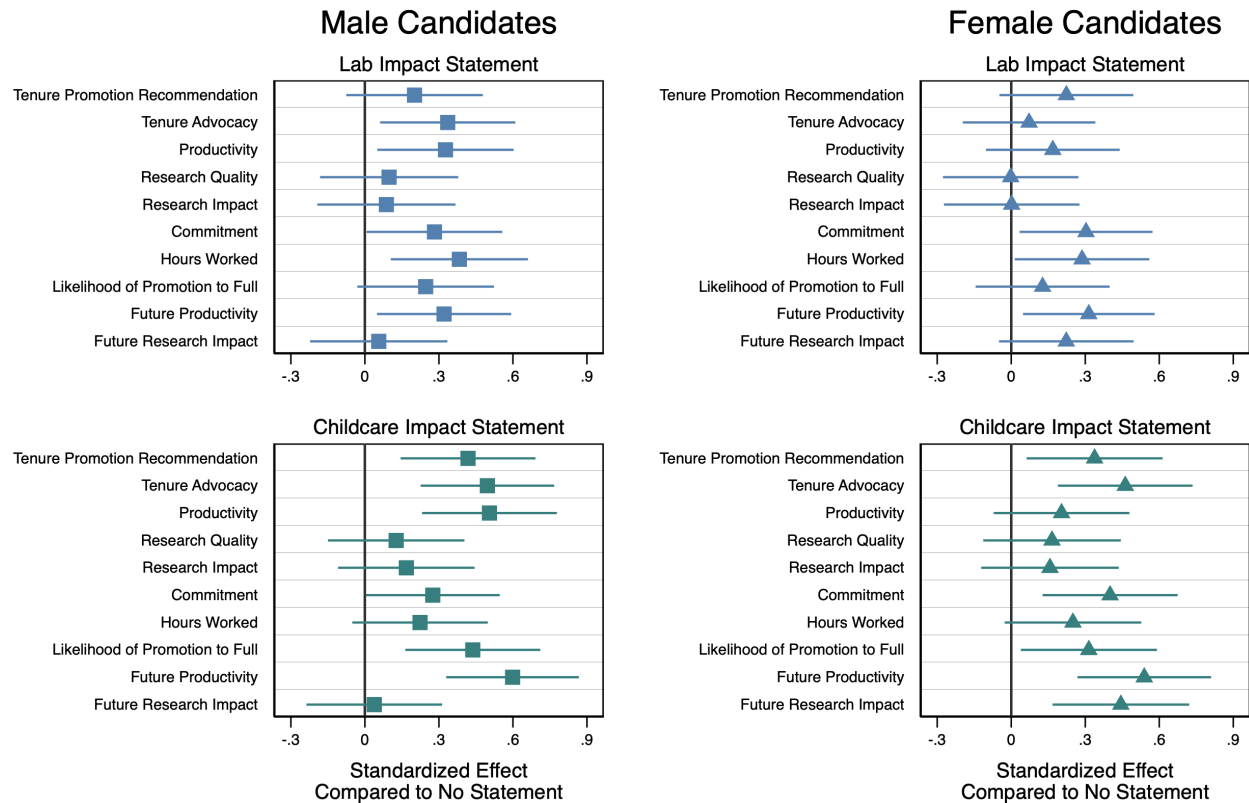 Male Candidates
Female Candidates
Lab Impact Statement
Tenure Promotion Recommendation
Tenure Advocacy
Productivity
Research Quality
Research Impact
Commitment
Hours Worked
Likelihood of Promotion to Full
Future Productivity
Future Research Impact
-.3 0 .3 .6 .9
Lab Impact Statement
Tenure Promotion Recommendation
Tenure Advocacy
Productivity
Research Quality
Research Impact
Commitment
Hours Worked
Likelihood of Promotion to Full
Future Productivity
Future Research Impact
-.3 0 .3 .6 .9
Childcare Impact Statement
Tenure Promotion Recommendation
Tenure Advocacy
Productivity
Research Quality
Research Impact
Commitment
Hours Worked
Likelihood of Promotion to Full
Future Productivity
Future Research Impact
-.3 0 .3 .6 .9
Standardized Effect
Compared to No Statement
Childcare Impact Statement
Tenure Promotion Recommendation
Tenure Advocacy
Productivity
Research Quality
Research Impact
Commitment
Hours Worked
Likelihood of Promotion to Full
Future Productivity
Future Research Impact
-.3 0 .3 .6 .9
Standardized Effect
Compared to No Statement